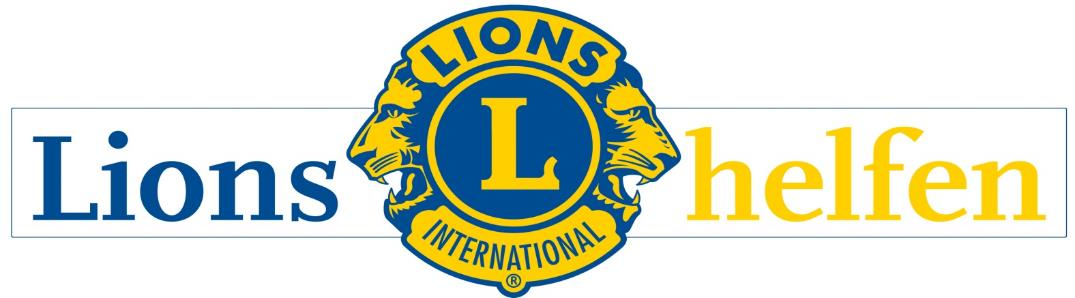 LIONS
L
Lions helfen
INTERNATIONAL
®